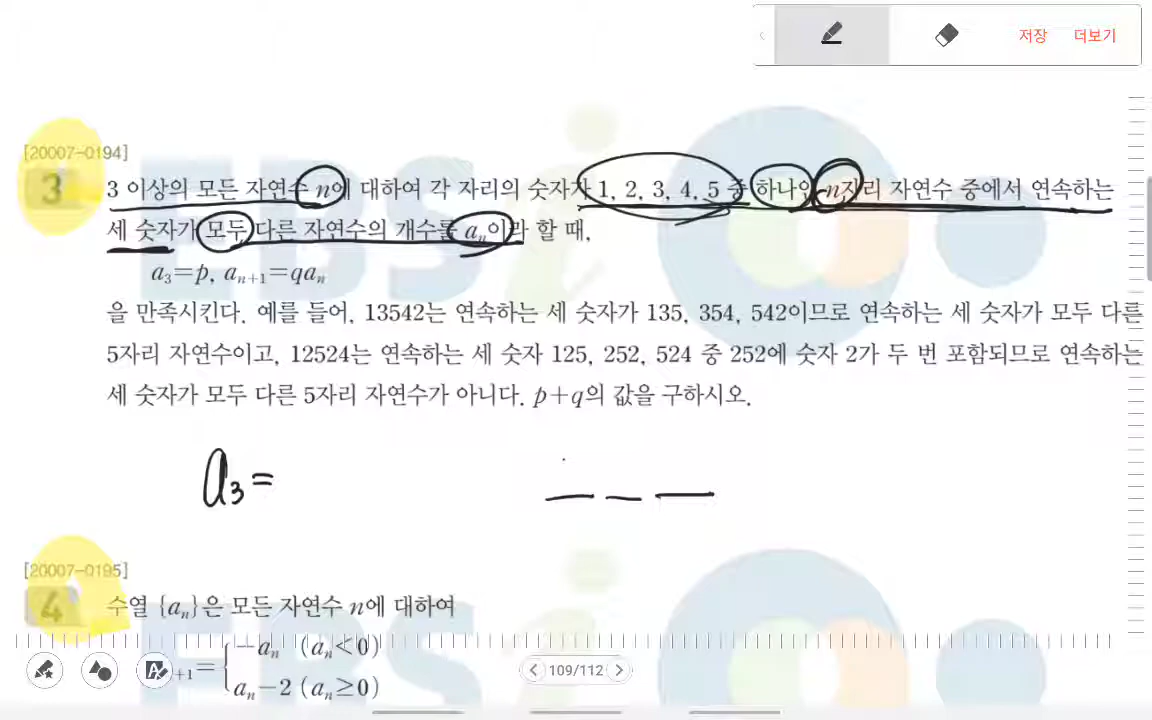 저장 더보기
[20007-0194]
3 3 이상의 모든 자연수 n에 대하여 각 자리의 숫자가 1, 2, 3, 4, 5 중 하나인 n자리 자연수 중에서 연속하는
세 숫자가 모두 다른 자연수의 개수를 aₙ이라 할 때,
a₃=p, aₙ₊₁=qaₙ
을 만족시킨다. 예를 들어, 13542는 연속하는 세 숫자가 135, 354, 542이므로 연속하는 세 숫자가 모두 다른
5자리 자연수이고, 12524는 연속하는 세 숫자 125, 252, 524 중 252에 숫자 2가 두 번 포함되므로 연속하는
세 숫자가 모두 다른 5자리 자연수가 아니다. p+q의 값을 구하시오.
a₃=
[20007-0195]
4 수열 {aₙ}은 모든 자연수 n에 대하여
₊₁= { -aₙ (aₙ<0)
aₙ-2 (aₙ≥0)
109/112
EBS